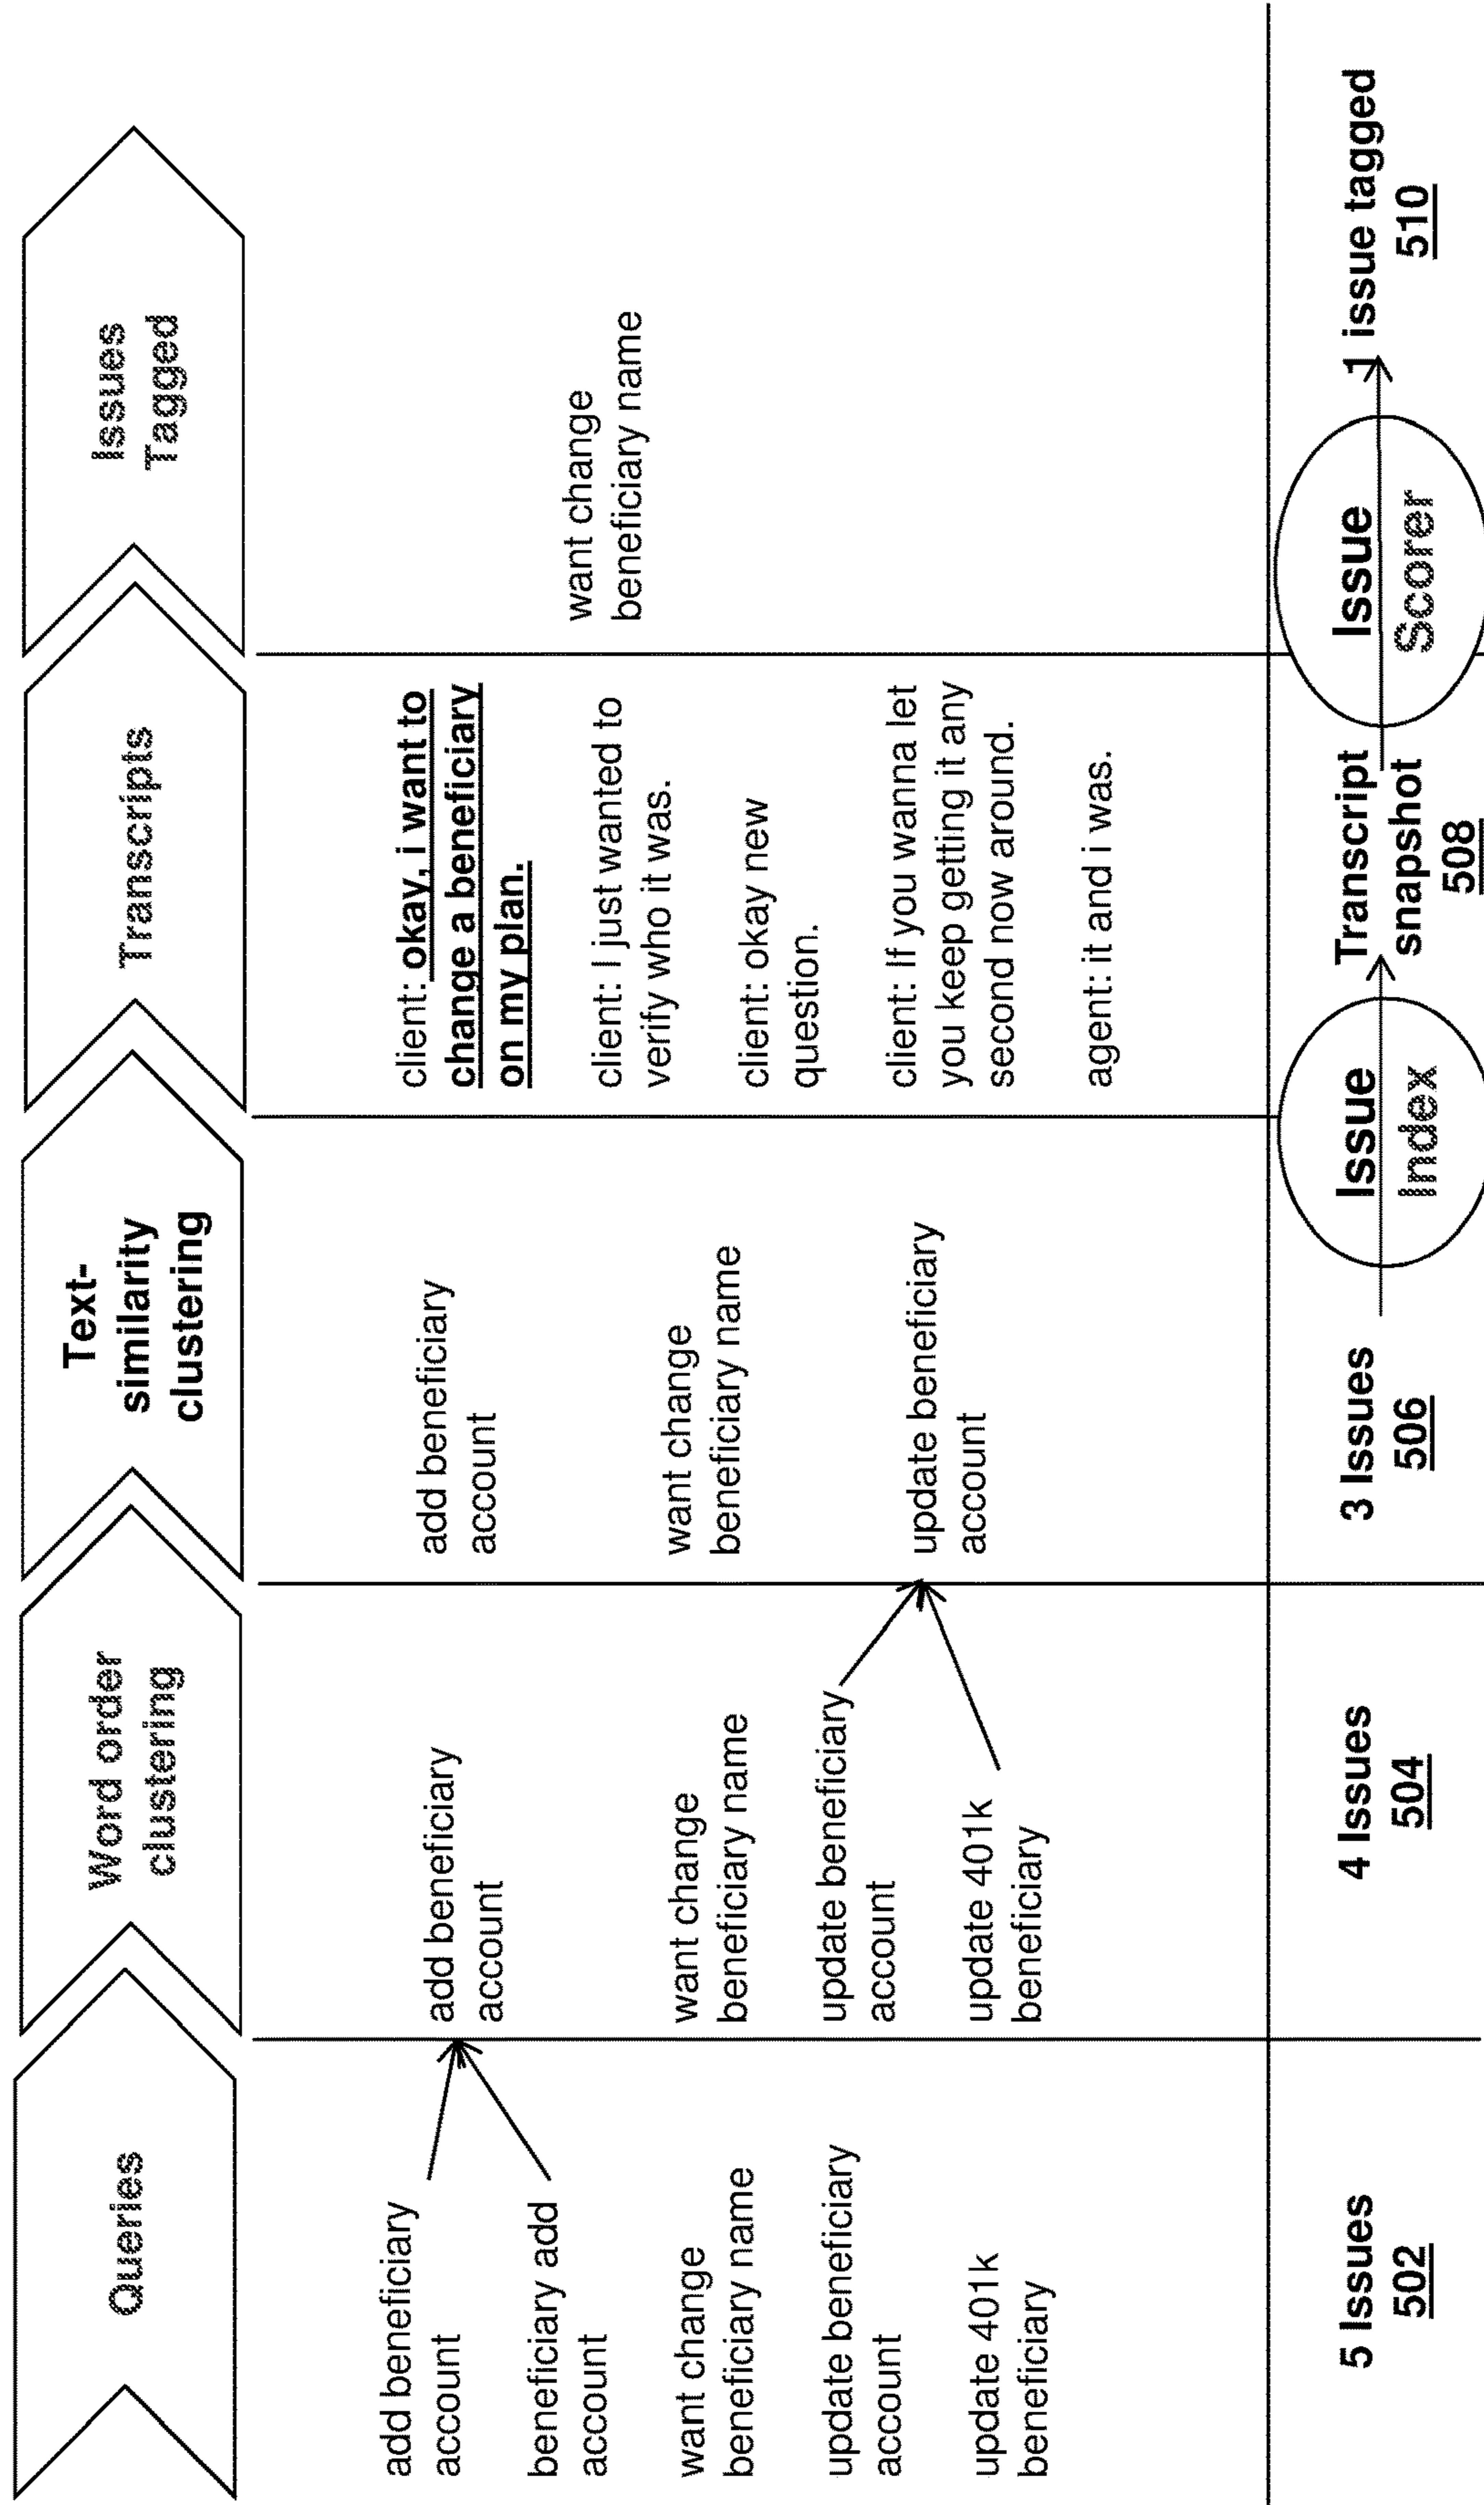 Queries
Word order
clustering
Text-
similarity
clustering
Transcripts
Issues
Tagged
add beneficiary
account
beneficiary add
account
want change
beneficiary name
update beneficiary
account
update 401k
beneficiary
add beneficiary
account
want change
beneficiary name
update beneficiary
account
update 401k
beneficiary
add beneficiary
account
want change
beneficiary name
update beneficiary
account
client: okay, i want to
change a beneficiary
on my plan.
client: I just wanted to
verify who it was.
client: okay new
question.
client: If you wanna let
you keep getting it any
second now around.
agent: it and i was.
want change
beneficiary name
5 Issues
502
4 Issues
504
3 Issues
506
Issue
Index
Transcript
snapshot
508
Issue
Scorer
1 issue tagged
510